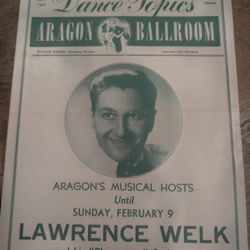 Dance Topics
ARAGON BALLROOM
ARAGON'S MUSICAL HOSTS
Until
SUNDAY, FEBRUARY 9
LAWRENCE WELK